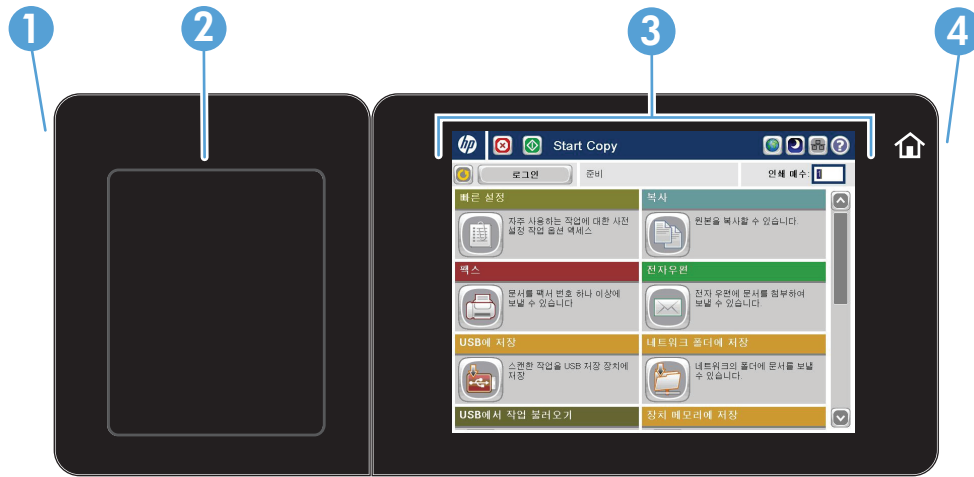 1
2
3
4
hp
Start Copy
?
로그인
준비
인쇄 매수:
1
빠른 설정
자주 사용하는 작업에 대한 사전
설정 작업 옵션 액세스
복사
원본을 복사할 수 있습니다.
팩스
문서를 팩서 번호 하나 이상에
보낼 수 있습니다.
전자우편
전자 우편에 문서를 첨부하여
보낼 수 있습니다.
USB에 저장
스캔한 작업을 USB 저장 장치에
저장
네트워크 폴더에 저장
네트워크의 폴더에 문서를 보낼
수 있습니다.
USB에서 작업 불러오기
장치 메모리에 저장